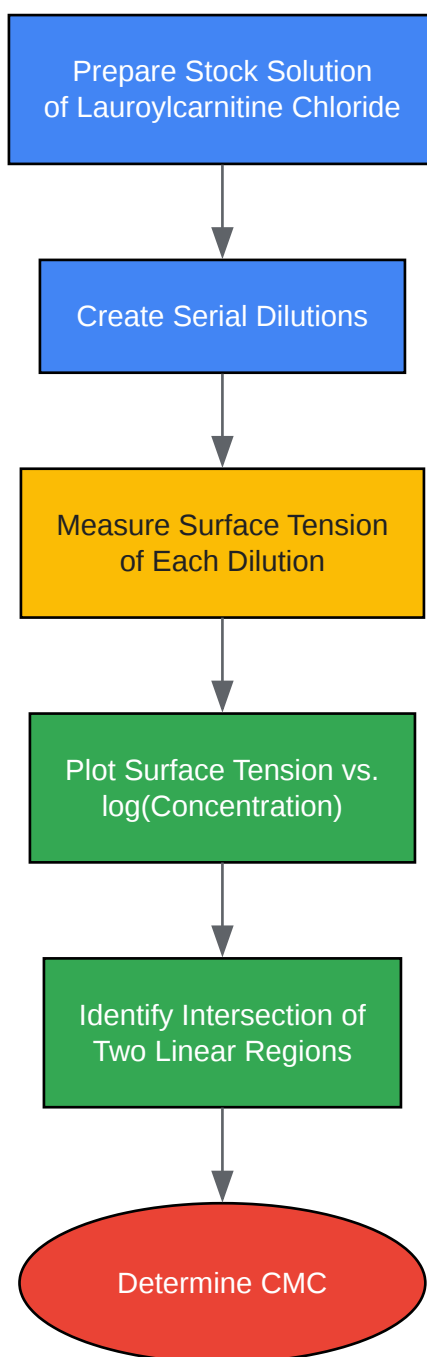 Prepare Stock Solution
of Lauroylcarnitine Chloride
Create Serial Dilutions
Measure Surface Tension
of Each Dilution
Plot Surface Tension vs.
log(Concentration)
Identify Intersection of
Two Linear Regions
Determine CMC